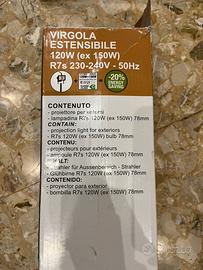 VIRGOLA
ESTENSIBILE
120W (ex 150W)
R7s 230-240V - 50Hz
-20%
ENERGY
SAVING
CONTENUTO
- proiettore per esterni
- lampadina R7s 120W (ex 150W) 78mm
CONTAIN:
- projection light for exteriors
- R7s 120W (ex 150W) bulb 78mm
CONTENU:
- projecteurs pour extérieurs
- ampoule R7s 120W (ex 150W) 78mm
- Strahler für Aussenbereich - Strahler
- Glühbirne R7s 120W (ex 150W) 78mm
CONTENIDO:
- proyector para exterior
- bombilla R7s 120W (ex 150W) 78mm